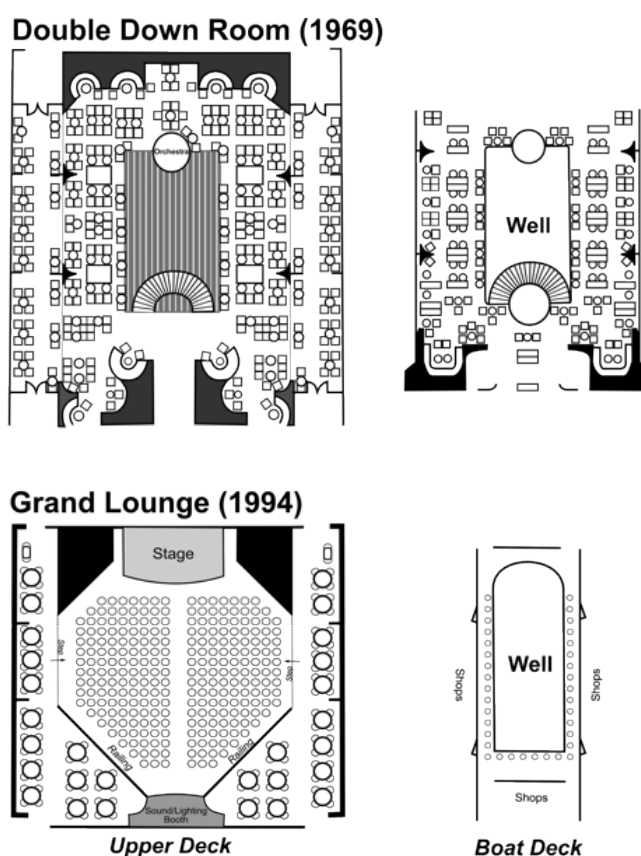 Double Down Room (1969)
Orchestra
Well
Grand Lounge (1994)
Stage
Step
Step
Railing
Railing
Sound/Lighting
Booth
Upper Deck
Well
Shops
Shops
Shops
Boat Deck